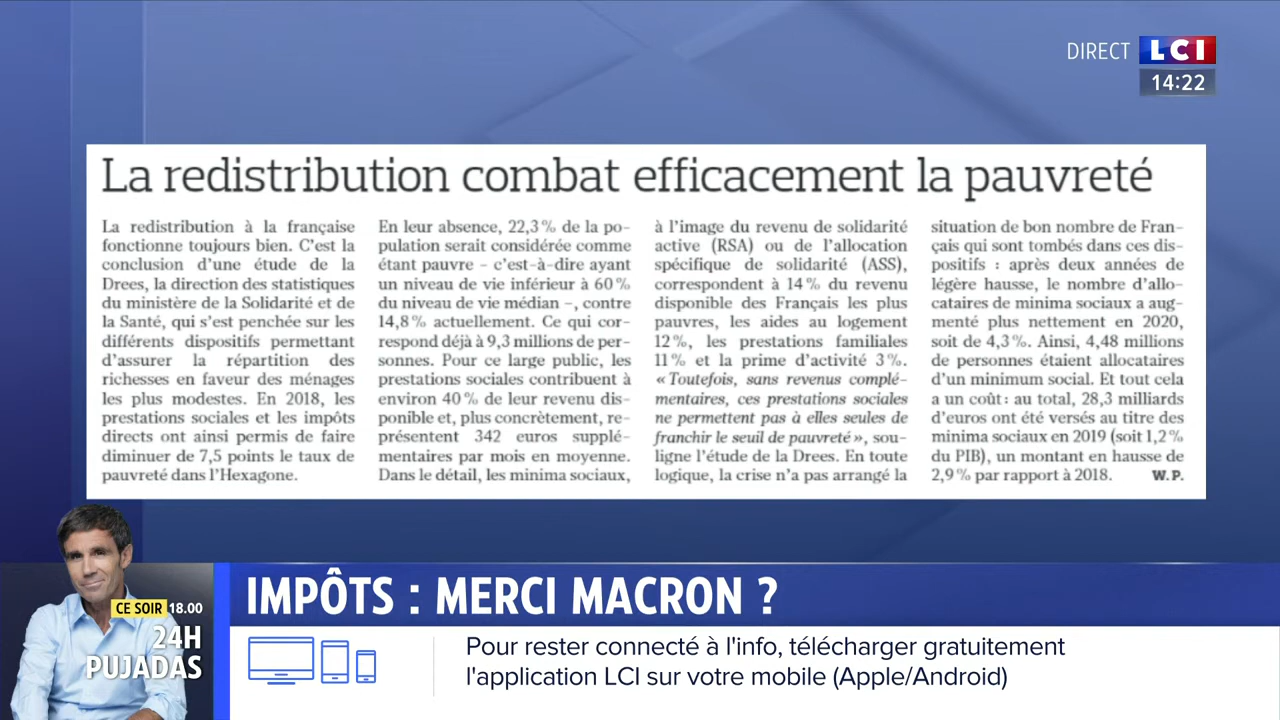 DIRECT LCI
14:22
La redistribution combat efficacement la pauvreté
La redistribution à la française
fonctionne toujours bien. C'est la
conclusion d'une étude de la
Drees, la direction des statistiques
du ministère de la Solidarité et de
la Santé, qui s'est penchée sur les
différents dispositifs permettant
d'assurer la répartition des
richesses en faveur des ménages
les plus modestes. En 2018, les
prestations sociales et les impôts
directs ont ainsi permis de faire
diminuer de 7,5 points le taux de
pauvreté dans l'Hexagone.
En leur absence, 22,3 % de la po-
pulation serait considérée comme
étant pauvre – c'est-à-dire ayant
un niveau de vie inférieur à 60 %
du niveau de vie médian –, contre
14,8 % actuellement. Ce qui cor-
respond déjà à 9,3 millions de per-
sonnes. Pour ce large public, les
prestations sociales contribuent à
environ 40 % de leur revenu dis-
ponible et, plus concrètement, re-
présentent 342 euros supplé-
mentaires par mois en moyenne.
Dans le détail, les minima sociaux,
à l'image du revenu de solidarité
active (RSA) ou de l'allocation
spécifique de solidarité (ASS),
correspondent à 14 % du revenu
disponible des Français les plus
pauvres, les aides au logement
12 %, les prestations familiales
11 % et la prime d'activité 3 %.
« Toutefois, sans revenus complé-
mentaires, ces prestations sociales
ne permettent pas à elles seules de
franchir le seuil de pauvreté », sou-
ligne l'étude de la Drees. En toute
logique, la crise n'a pas arrangé la
situation de bon nombre de Fran-
çais qui sont tombés dans ces dis-
positifs : après deux années de
légère hausse, le nombre d'allo-
cataires de minima sociaux a aug-
menté plus nettement en 2020,
soit de 4,3 %. Ainsi, 4,48 millions
de personnes étaient allocataires
d'un minimum social. Et tout cela
a un coût : au total, 28,3 milliards
d'euros ont été versés au titre des
minima sociaux en 2019 (soit 1,2 %
du PIB), un montant en hausse de
2,9 % par rapport à 2018. W. P.
CE SOIR 18.00
24H
PUJADAS
IMPÔTS : MERCI MACRON ?
Pour rester connecté à l'info, télécharger gratuitement
l'application LCI sur votre mobile (Apple/Android)